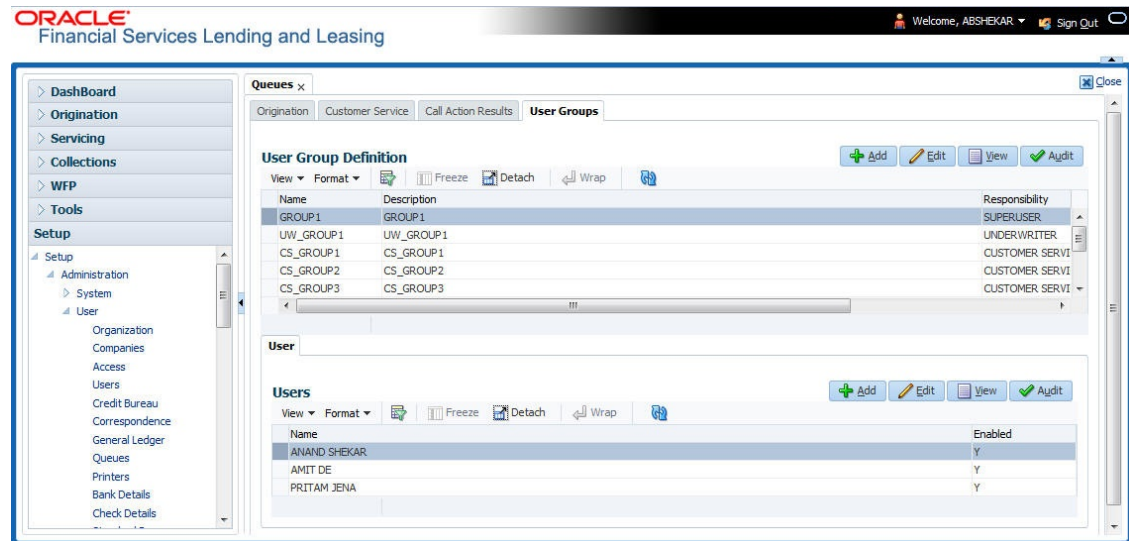 ORACLE
Financial Services Lending and Leasing
Welcome, ABSHEKAR Sign Out
DashBoard
Origination
Servicing
Collections
WFP
Tools
Setup
Setup
Administration
System
User
Organization
Companies
Access
Users
Credit Bureau
Correspondence
General Ledger
Queues
Printers
Bank Details
Check Details
Queues x
Close
Origination Customer Service Call Action Results User Groups
User Group Definition
Add Edit View Audit
View Format Freeze Detach Wrap
Name Description Responsibility
GROUP1 GROUP1 SUPERUSER
UW_GROUP1 UW_GROUP1 UNDERWRITER
CS_GROUP1 CS_GROUP1 CUSTOMER SERVI
CS_GROUP2 CS_GROUP2 CUSTOMER SERVI
CS_GROUP3 CS_GROUP3 CUSTOMER SERVI
User
Users
Add Edit View Audit
View Format Freeze Detach Wrap
Name Enabled
ANAND SHEKAR Y
AMIT DE Y
PRITAM JENA Y